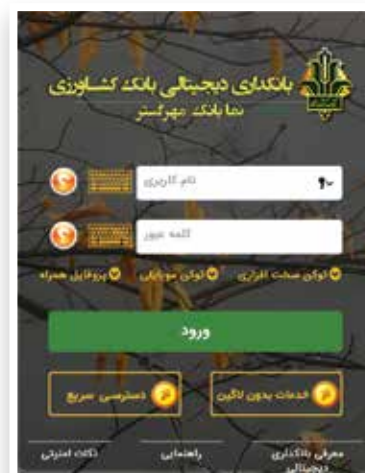 بانکداری دیجیتالی بانک کشاورزی
نما بانک مهرگستر
نام کاربری
کلمه عبور
توکن سخت افزاری توکن موبایلی پروفایل همراه
ورود
خدمات بدون لاگین دسترسی سریع
معرفی بانکداری دیجیتالی راهنمایی نکات امنیتی